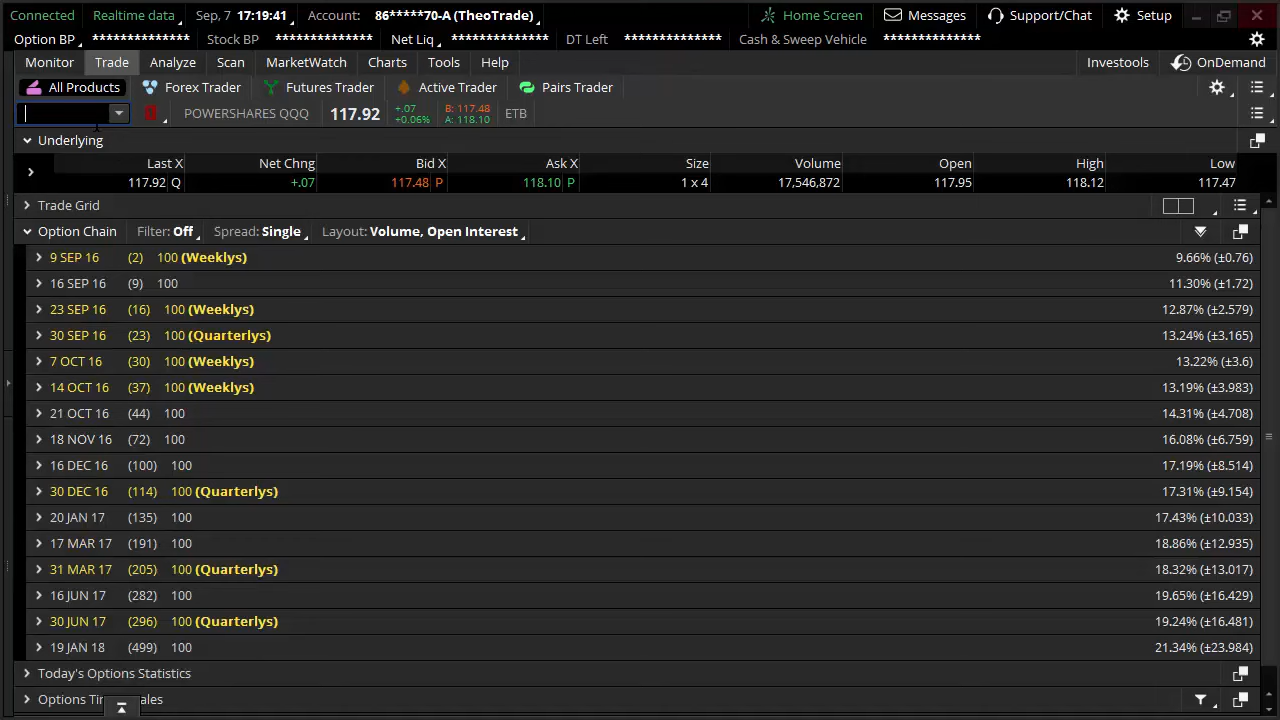 Connected Realtime data Sep, 7 17:19:41 Account: 86*****70-A (TheoTrade) Home Screen Messages Support/Chat Setup
Option BP ************** Stock BP ************** Net Liq ************** DT Left ************** Cash & Sweep Vehicle **************
Monitor Trade Analyze Scan MarketWatch Charts Tools Help Investools OnDemand
All Products Forex Trader Futures Trader Active Trader Pairs Trader
POWERSHARES QQQ 117.92 +.07 +0.06% B: 117.48 A: 118.10 ETB
Underlying
Last X Net Chng Bid X Ask X Size Volume Open High Low
117.92 Q +.07 117.48 P 118.10 P 1 x 4 17,546,872 117.95 118.12 117.47
Trade Grid
Option Chain Filter: Off Spread: Single Layout: Volume, Open Interest
9 SEP 16 (2) 100 (Weeklys) 9.66% (±0.76)
16 SEP 16 (9) 100 11.30% (±1.72)
23 SEP 16 (16) 100 (Weeklys) 12.87% (±2.579)
30 SEP 16 (23) 100 (Quarterlys) 13.24% (±3.165)
7 OCT 16 (30) 100 (Weeklys) 13.22% (±3.6)
14 OCT 16 (37) 100 (Weeklys) 13.19% (±3.983)
21 OCT 16 (44) 100 14.31% (±4.708)
18 NOV 16 (72) 100 16.08% (±6.759)
16 DEC 16 (100) 100 17.19% (±8.514)
30 DEC 16 (114) 100 (Quarterlys) 17.31% (±9.154)
20 JAN 17 (135) 100 17.43% (±10.033)
17 MAR 17 (191) 100 18.86% (±12.935)
31 MAR 17 (205) 100 (Quarterlys) 18.32% (±13.017)
16 JUN 17 (282) 100 19.65% (±16.429)
30 JUN 17 (296) 100 (Quarterlys) 19.24% (±16.481)
19 JAN 18 (499) 100 21.34% (±23.984)
Today's Options Statistics
Options